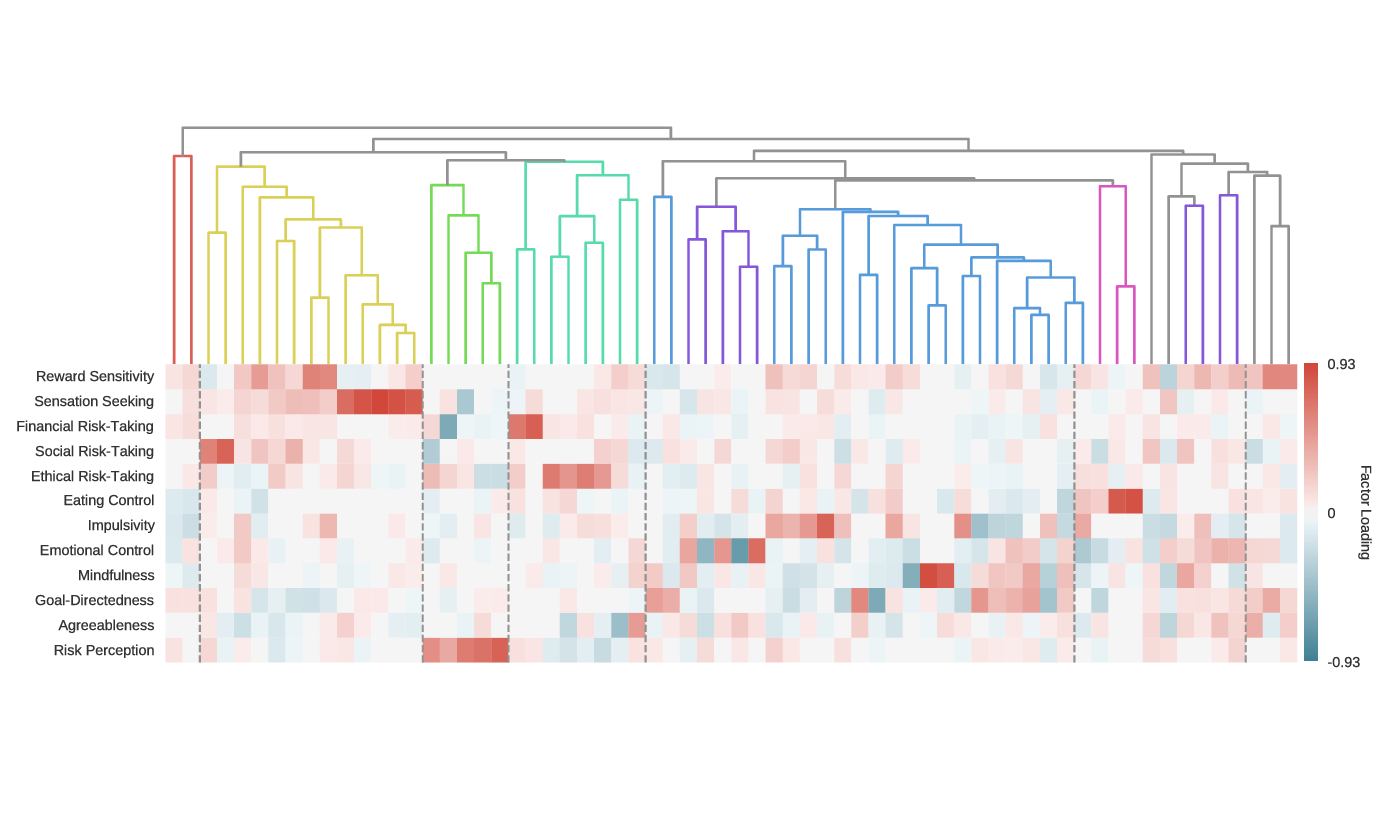 Reward Sensitivity
Sensation Seeking
Financial Risk-Taking
Social Risk-Taking
Ethical Risk-Taking
Eating Control
Impulsivity
Emotional Control
Mindfulness
Goal-Directedness
Agreeableness
Risk Perception
0.93
0
-0.93
Factor Loading